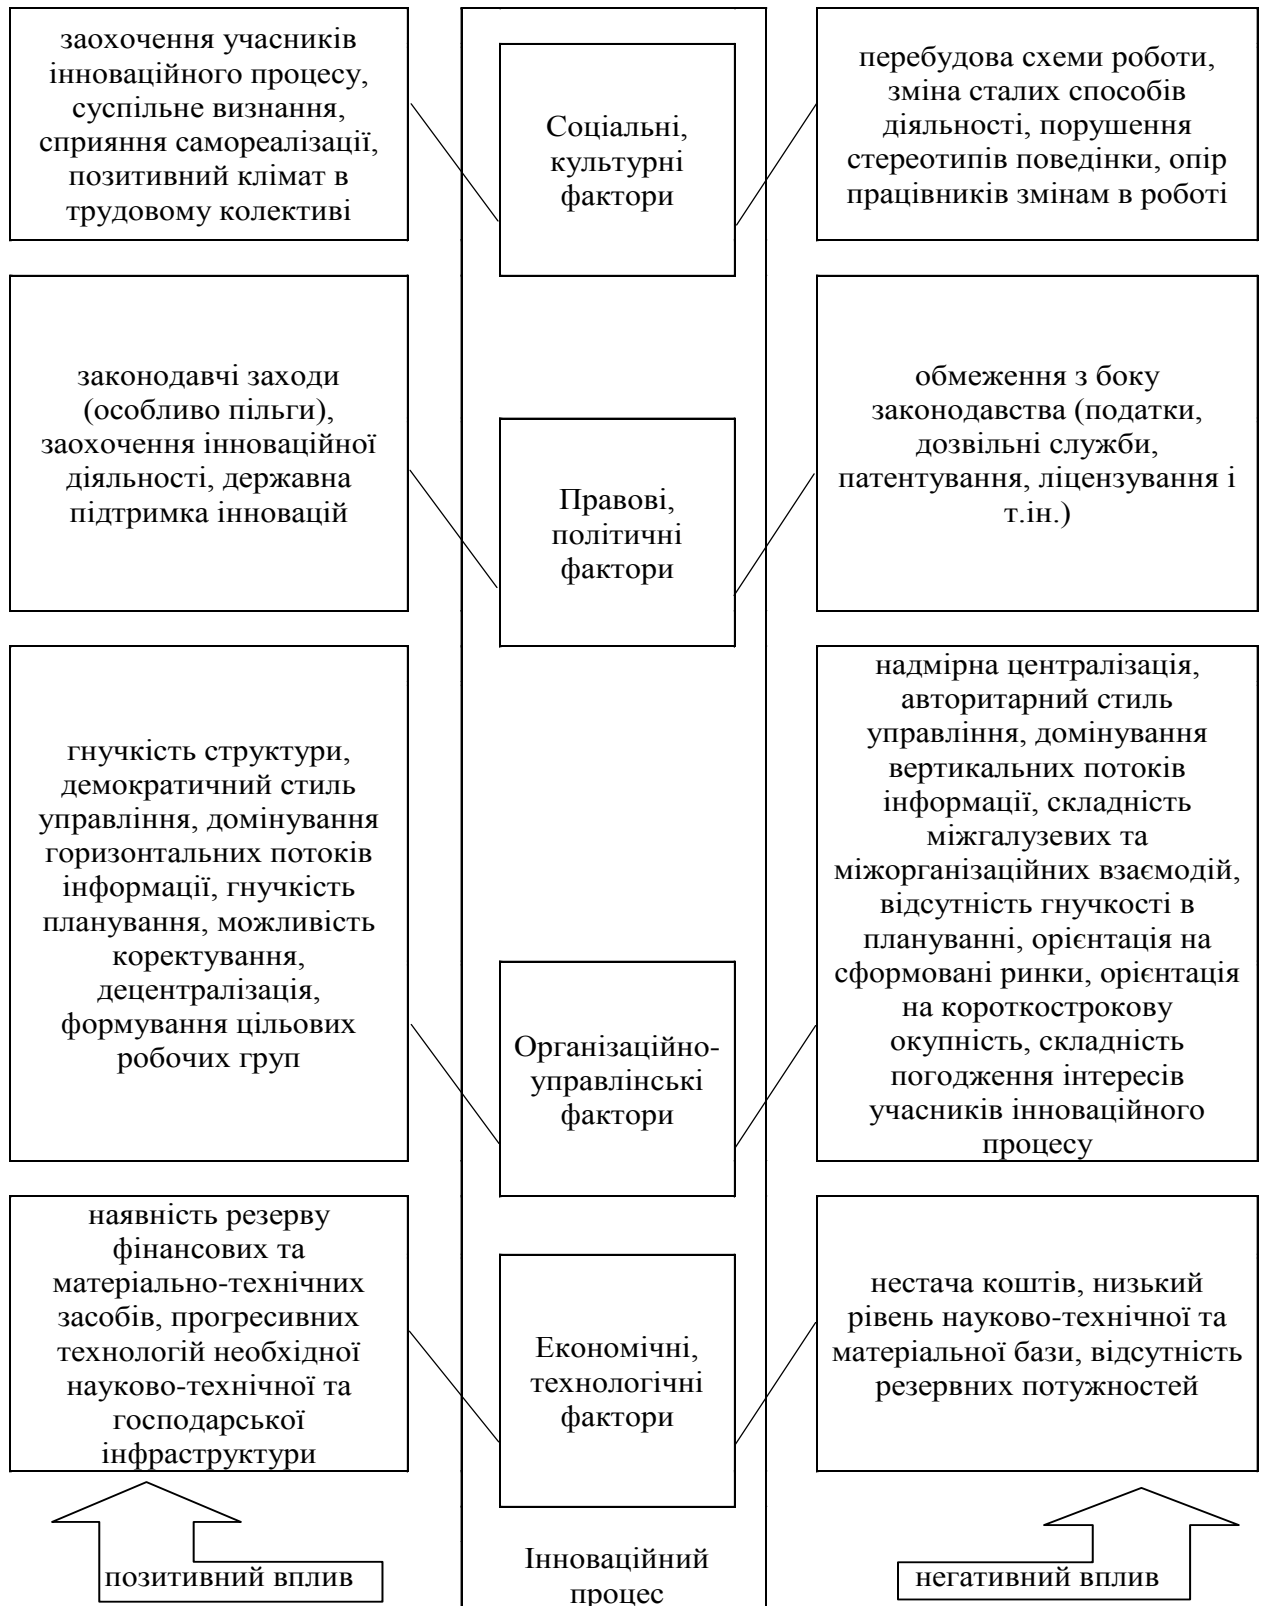 заохочення учасників
інноваційного процесу,
суспільне визнання,
сприяння самореалізації,
позитивний клімат в
трудовому колективі
Соціальні,
культурні
фактори
перебудова схеми роботи,
зміна сталих способів
діяльності, порушення
стереотипів поведінки, опір
працівників змінам в роботі
законодавчі заходи
(особливо пільги),
заохочення інноваційної
діяльності, державна
підтримка інновацій
Правові,
політичні
фактори
обмеження з боку
законодавства (податки,
дозвільні служби,
патентування, ліцензування і
т.ін.)
гнучкість структури,
демократичний стиль
управління, домінування
горизонтальних потоків
інформації, гнучкість
планування, можливість
коректування,
децентралізація,
формування цільових
робочих груп
Організаційно-
управлінські
фактори
надмірна централізація,
авторитарний стиль
управління, домінування
вертикальних потоків
інформації, складність
міжгалузевих та
міжорганізаційних взаємодій,
відсутність гнучкості в
плануванні, орієнтація на
сформовані ринки, орієнтація
на короткострокову
окупність, складність
погодження інтересів
учасників інноваційного
процесу
наявність резерву
фінансових та
матеріально-технічних
засобів, прогресивних
технологій необхідної
науково-технічної та
господарської
інфраструктури
Економічні,
технологічні
фактори
нестача коштів, низький
рівень науково-технічної та
матеріальної бази, відсутність
резервних потужностей
позитивний вплив
Інноваційний
процес
негативний вплив